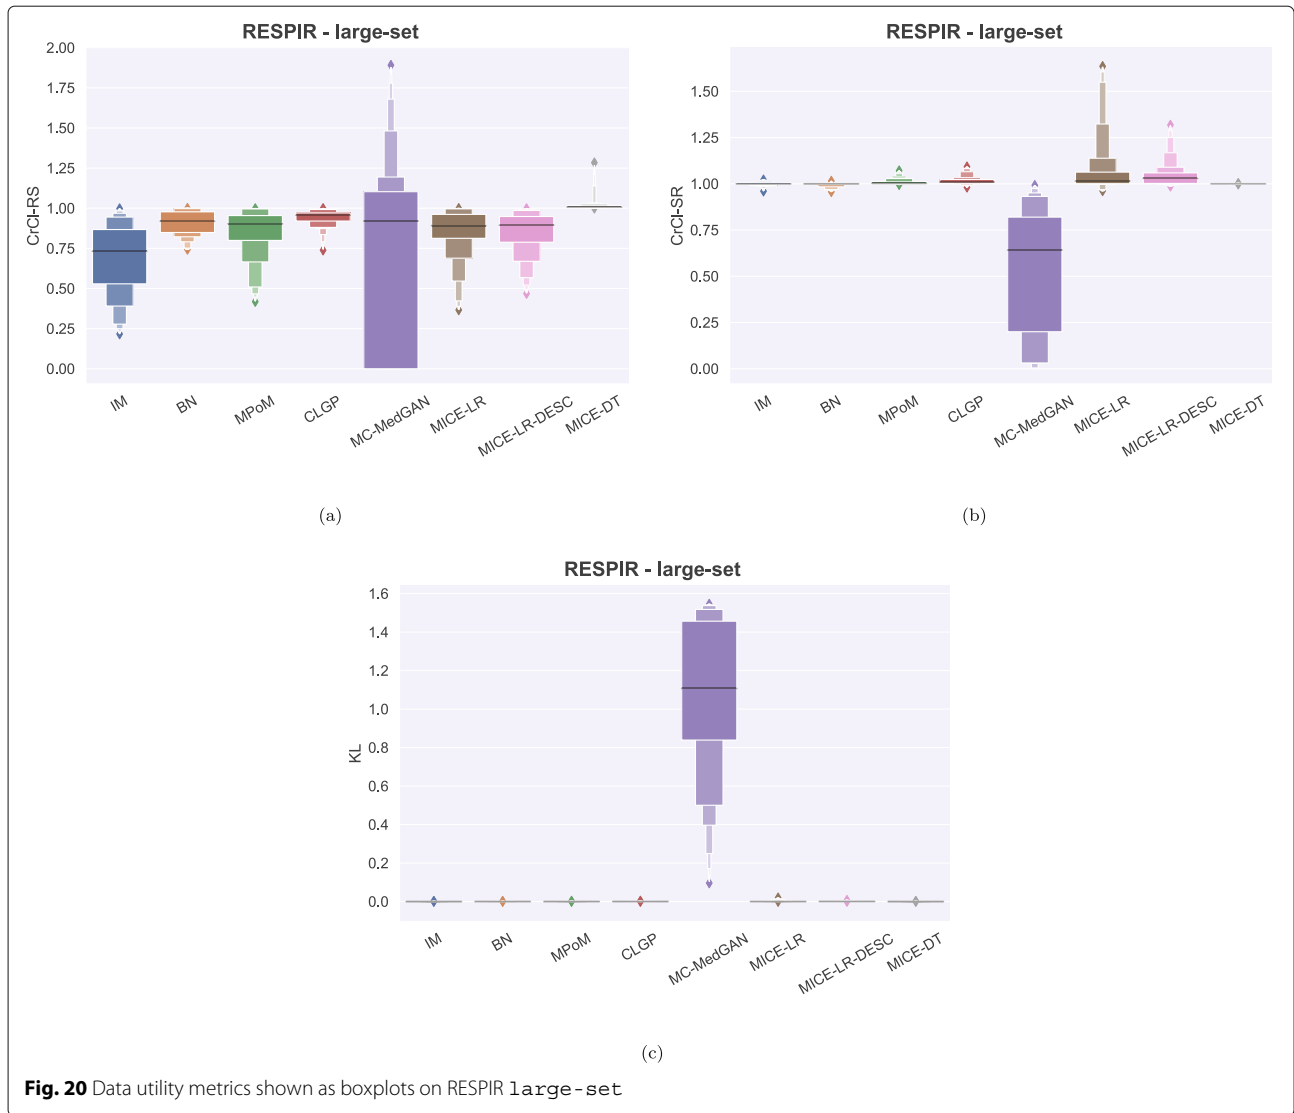 RESPIR - large-set
2.00
1.75
1.50
1.25
1.00
0.75
0.50
0.25
0.00
CrCl-RS
IM
BN
MPoM
CLGP
MC-MedGAN
MICE-LR
MICE-LR-DESC
MICE-DT
(a)
RESPIR - large-set
1.50
1.25
1.00
0.75
0.50
0.25
0.00
CrCl-SR
IM
BN
MPoM
CLGP
MC-MedGAN
MICE-LR
MICE-LR-DESC
MICE-DT
(b)
RESPIR - large-set
1.6
1.4
1.2
1.0
0.8
0.6
0.4
0.2
0.0
KL
IM
BN
MPoM
CLGP
MC-MedGAN
MICE-LR
MICE-LR-DESC
MICE-DT
(c)
Fig. 20 Data utility metrics shown as boxplots on RESPIR large-set